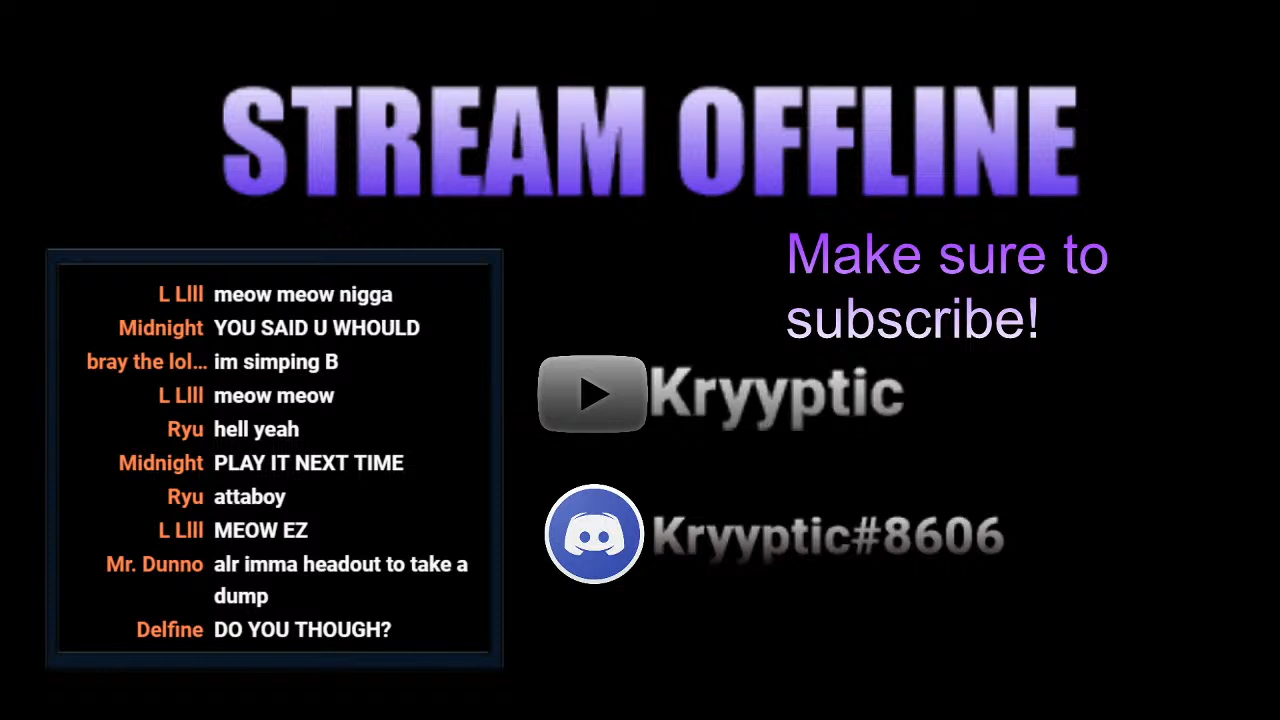 STREAM OFFLINE
Make sure to
subscribe!
L Llll meow meow nigga
Midnight YOU SAID U WHOULD
bray the lol... im simping B
L Llll meow meow
Ryu hell yeah
Midnight PLAY IT NEXT TIME
Ryu attaboy
L Llll MEOW EZ
Mr. Dunno alr imma headout to take a
dump
Delfine DO YOU THOUGH?
Kryyptic
Kryyptic#8606